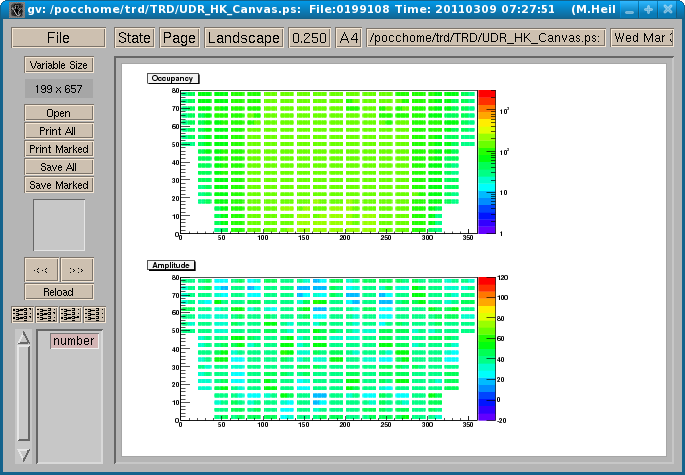 gv: /pocchome/trd/TRD/UDR_HK_Canvas.ps: File:0199108 Time: 20110309 07:27:51 (M.Heil
File State Page Landscape 0.250 A4 /pocchome/trd/TRD/UDR_HK_Canvas.ps: Wed Mar
Variable Size
199 x 657
Open
Print All
Print Marked
Save All
Save Marked
<< >>
Reload
number
Occupancy
80
70
60
50
40
30
20
10
0
0 50 100 150 200 250 300 350
10³
10²
10
1
Amplitude
80
70
60
50
40
30
20
10
0
0 50 100 150 200 250 300 350
120
100
80
60
40
20
0
-20